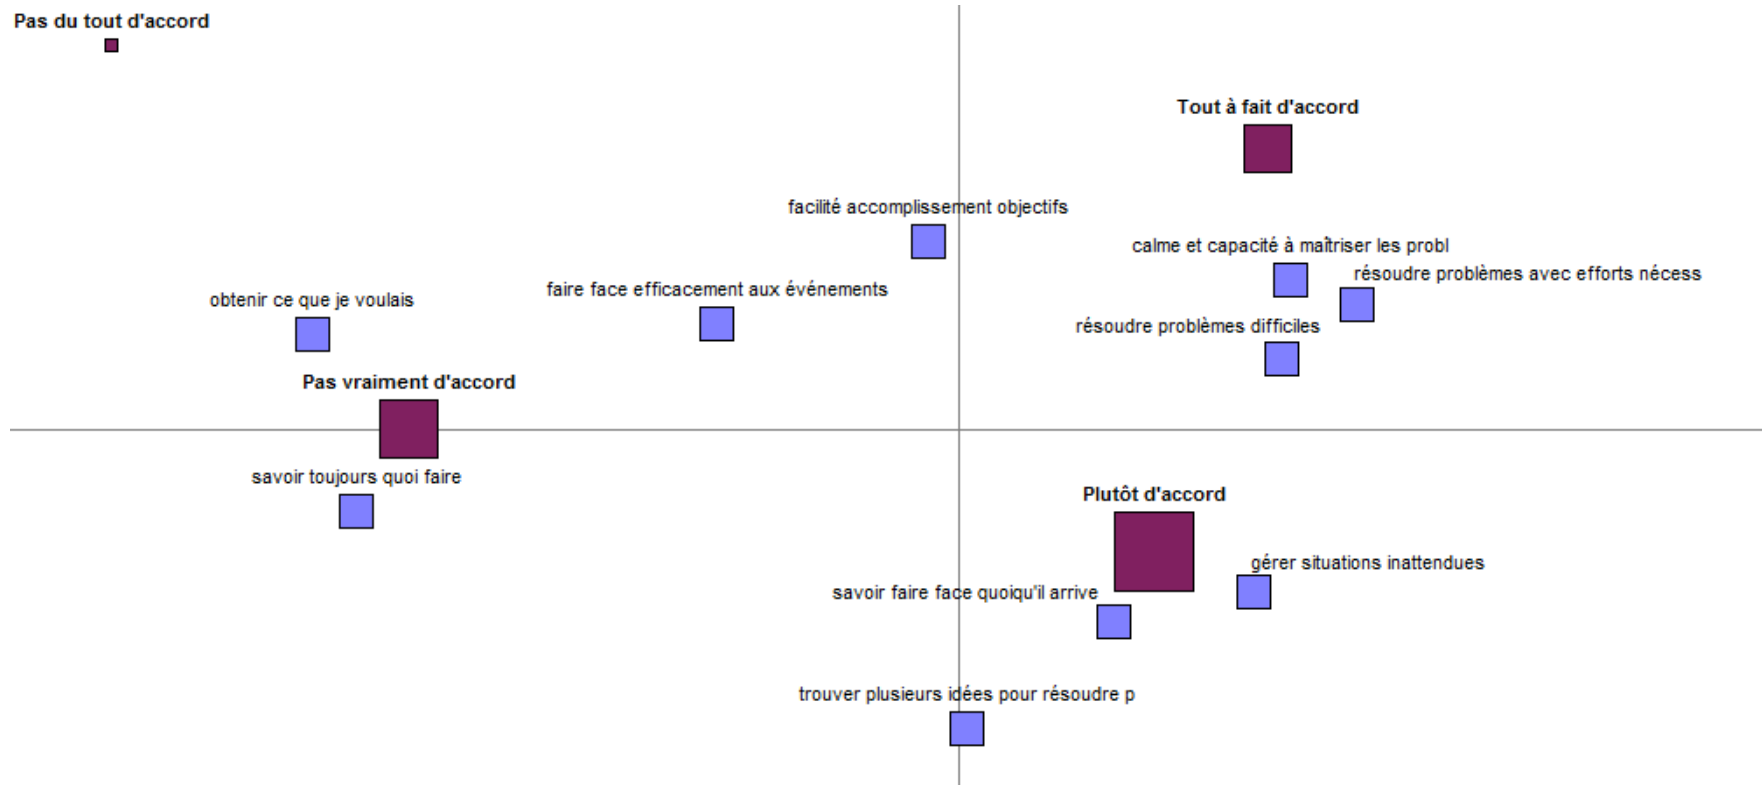 Pas du tout d'accord
Tout à fait d'accord
facilité accomplissement objectifs
calme et capacité à maîtriser les probl
résoudre problèmes avec efforts nécess
faire face efficacement aux événements
obtenir ce que je voulais
résoudre problèmes difficiles
Pas vraiment d'accord
savoir toujours quoi faire
Plutôt d'accord
gérer situations inattendues
savoir faire face quoiqu'il arrive
trouver plusieurs idées pour résoudre p